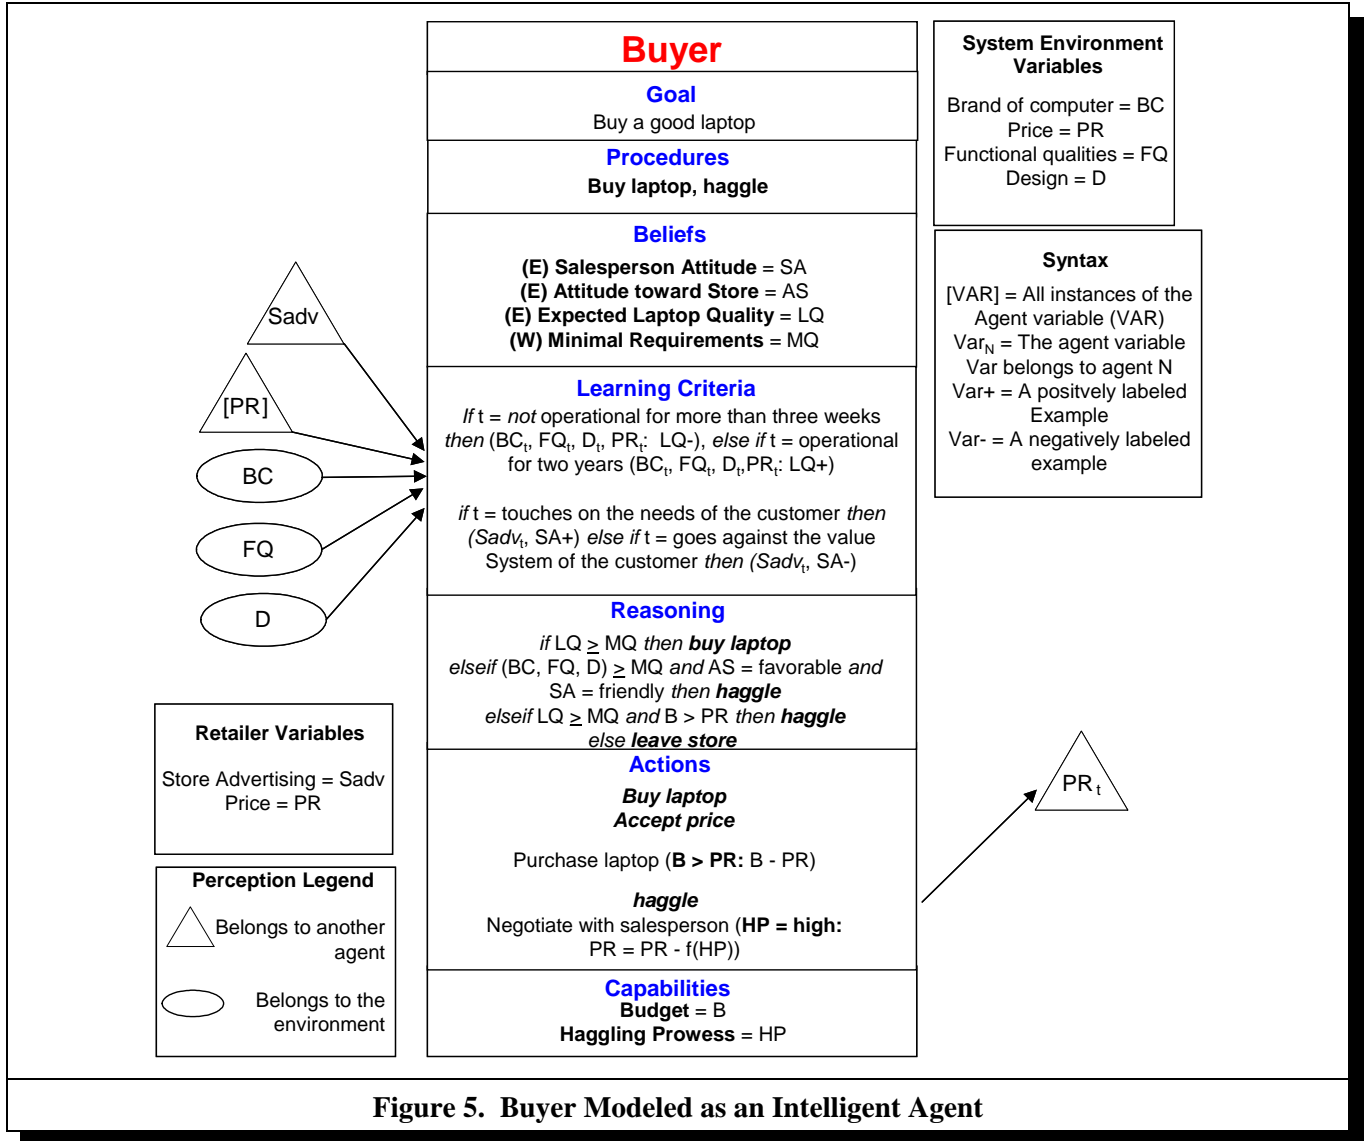 Buyer
Goal
Buy a good laptop
Procedures
Buy laptop, haggle
Beliefs
(E) Salesperson Attitude = SA
(E) Attitude toward Store = AS
(E) Expected Laptop Quality = LQ
(W) Minimal Requirements = MQ
Learning Criteria
If t = not operational for more than three weeks
then (BCt, FQt, Dt, PRt: LQ-), else if t = operational
for two years (BCt, FQt, Dt,PRt: LQ+)
if t = touches on the needs of the customer then
(Sadvt, SA+) else if t = goes against the value
System of the customer then (Sadvt, SA-)
Reasoning
if LQ ≥ MQ then buy laptop
elseif (BC, FQ, D) ≥ MQ and AS = favorable and
SA = friendly then haggle
elseif LQ ≥ MQ and B > PR then haggle
else leave store
Actions
Buy laptop
Accept price
Purchase laptop (B > PR: B - PR)
haggle
Negotiate with salesperson (HP = high:
PR = PR - f(HP))
Capabilities
Budget = B
Haggling Prowess = HP
System Environment
Variables
Brand of computer = BC
Price = PR
Functional qualities = FQ
Design = D
Syntax
[VAR] = All instances of the
Agent variable (VAR)
VarN = The agent variable
Var belongs to agent N
Var+ = A positvely labeled
Example
Var- = A negatively labeled
example
Sadv
[PR]
BC
FQ
D
Retailer Variables
Store Advertising = Sadv
Price = PR
Perception Legend
Belongs to another
agent
Belongs to the
environment
PR t
Figure 5. Buyer Modeled as an Intelligent Agent